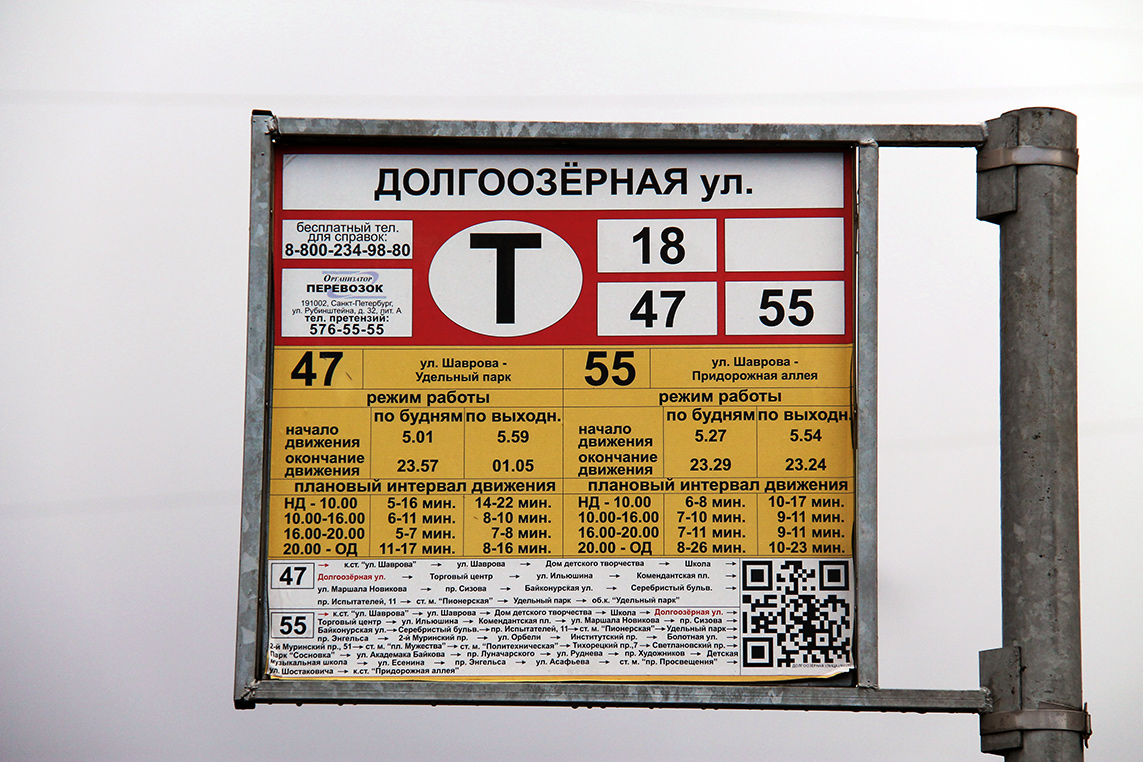 ДОЛГООЗЁРНАЯ ул.
бесплатный тел.
для справок:
8-800-234-98-80
Организатор
ПЕРЕВОЗОК
191002, Санкт-Петербург,
ул. Рубинштейна, д. 32, лит. А
тел. претензий:
576-55-55
Т
18
47 55
47 ул. Шаврова -
Удельный парк
режим работы
по будням по выходн.
начало
движения 5.01 5.59
окончание
движения 23.57 01.05
плановый интервал движения
НД - 10.00 5-16 мин. 14-22 мин.
10.00-16.00 6-11 мин. 8-10 мин.
16.00-20.00 5-7 мин. 7-8 мин.
20.00 - ОД 11-17 мин. 8-16 мин.
55 ул. Шаврова -
Придорожная аллея
режим работы
по будням по выходн.
начало
движения 5.27 5.54
окончание
движения 23.29 23.24
плановый интервал движения
НД - 10.00 6-8 мин. 10-17 мин.
10.00-16.00 7-10 мин. 9-11 мин.
16.00-20.00 7-11 мин. 9-11 мин.
20.00 - ОД 8-26 мин. 10-23 мин.
47 → к.ст. "ул. Шаврова" → ул. Шаврова → Дом детского творчества → Школа →
Долгоозёрная ул. → Торговый центр → ул. Ильюшина → Комендантская пл. →
ул. Маршала Новикова → пр. Сизова → Байконурская ул. → Серебристый бульв. →
пр. Испытателей, 11 → ст. м. "Пионерская" → Удельный парк → об.к. "Удельный парк"
55 → к.ст. "ул. Шаврова" → ул. Шаврова → Дом детского творчества → Школа → Долгоозёрная ул. →
Торговый центр → ул. Ильюшина → Комендантская пл. → ул. Маршала Новикова → пр. Сизова →
Байконурская ул. → Серебристый бульв. → пр. Испытателей, 11 → ст. м. "Пионерская" → Удельный парк →
пр. Энгельса → 2-й Муринский пр. → ул. Орбели → Институтский пр. → Болотная ул. →
2-й Муринский пр., 51 → ст. м. "пл. Мужества" → ст. м. "Политехническая" → Тихорецкий пр.,7 → Светлановский пр. →
Парк "Сосновка" → ул. Академика Байкова → пр. Луначарского → ул. Руднева → пр. Художников → Детская
музыкальная школа → ул. Есенина → пр. Энгельса → ул. Асафьева → ст. м. "пр. Просвещения" →
ул. Шостаковича → к.ст. "Придорожная аллея"